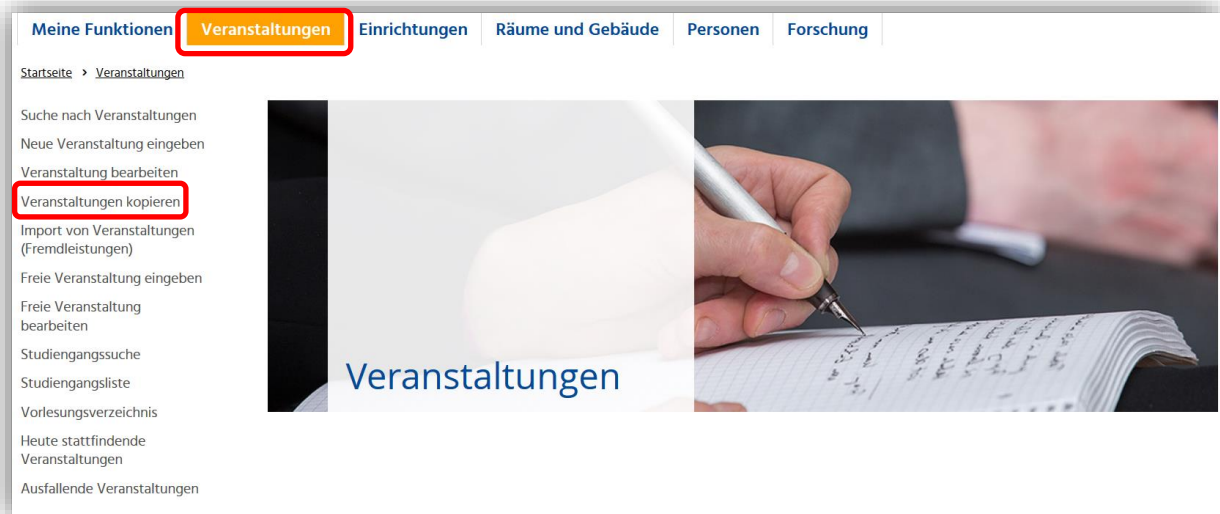 Meine Funktionen Veranstaltungen Einrichtungen Räume und Gebäude Personen Forschung
Startseite > Veranstaltungen
Suche nach Veranstaltungen
Neue Veranstaltung eingeben
Veranstaltung bearbeiten
Veranstaltungen kopieren
Import von Veranstaltungen
(Fremdleistungen)
Freie Veranstaltung eingeben
Freie Veranstaltung
bearbeiten
Studiengangssuche
Studiengangsliste
Vorlesungsverzeichnis
Heute stattfindende
Veranstaltungen
Ausfallende Veranstaltungen
Veranstaltungen